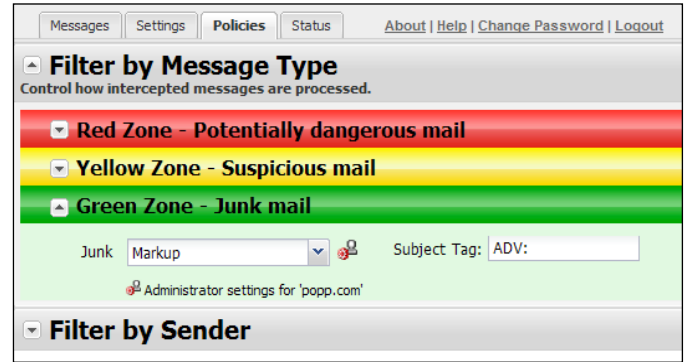 Messages Settings Policies Status About | Help | Change Password | Logout
Filter by Message Type
Control how intercepted messages are processed.
Red Zone - Potentially dangerous mail
Yellow Zone - Suspicious mail
Green Zone - Junk mail
Junk Markup Subject Tag: ADV:
Administrator settings for 'popp.com'
Filter by Sender